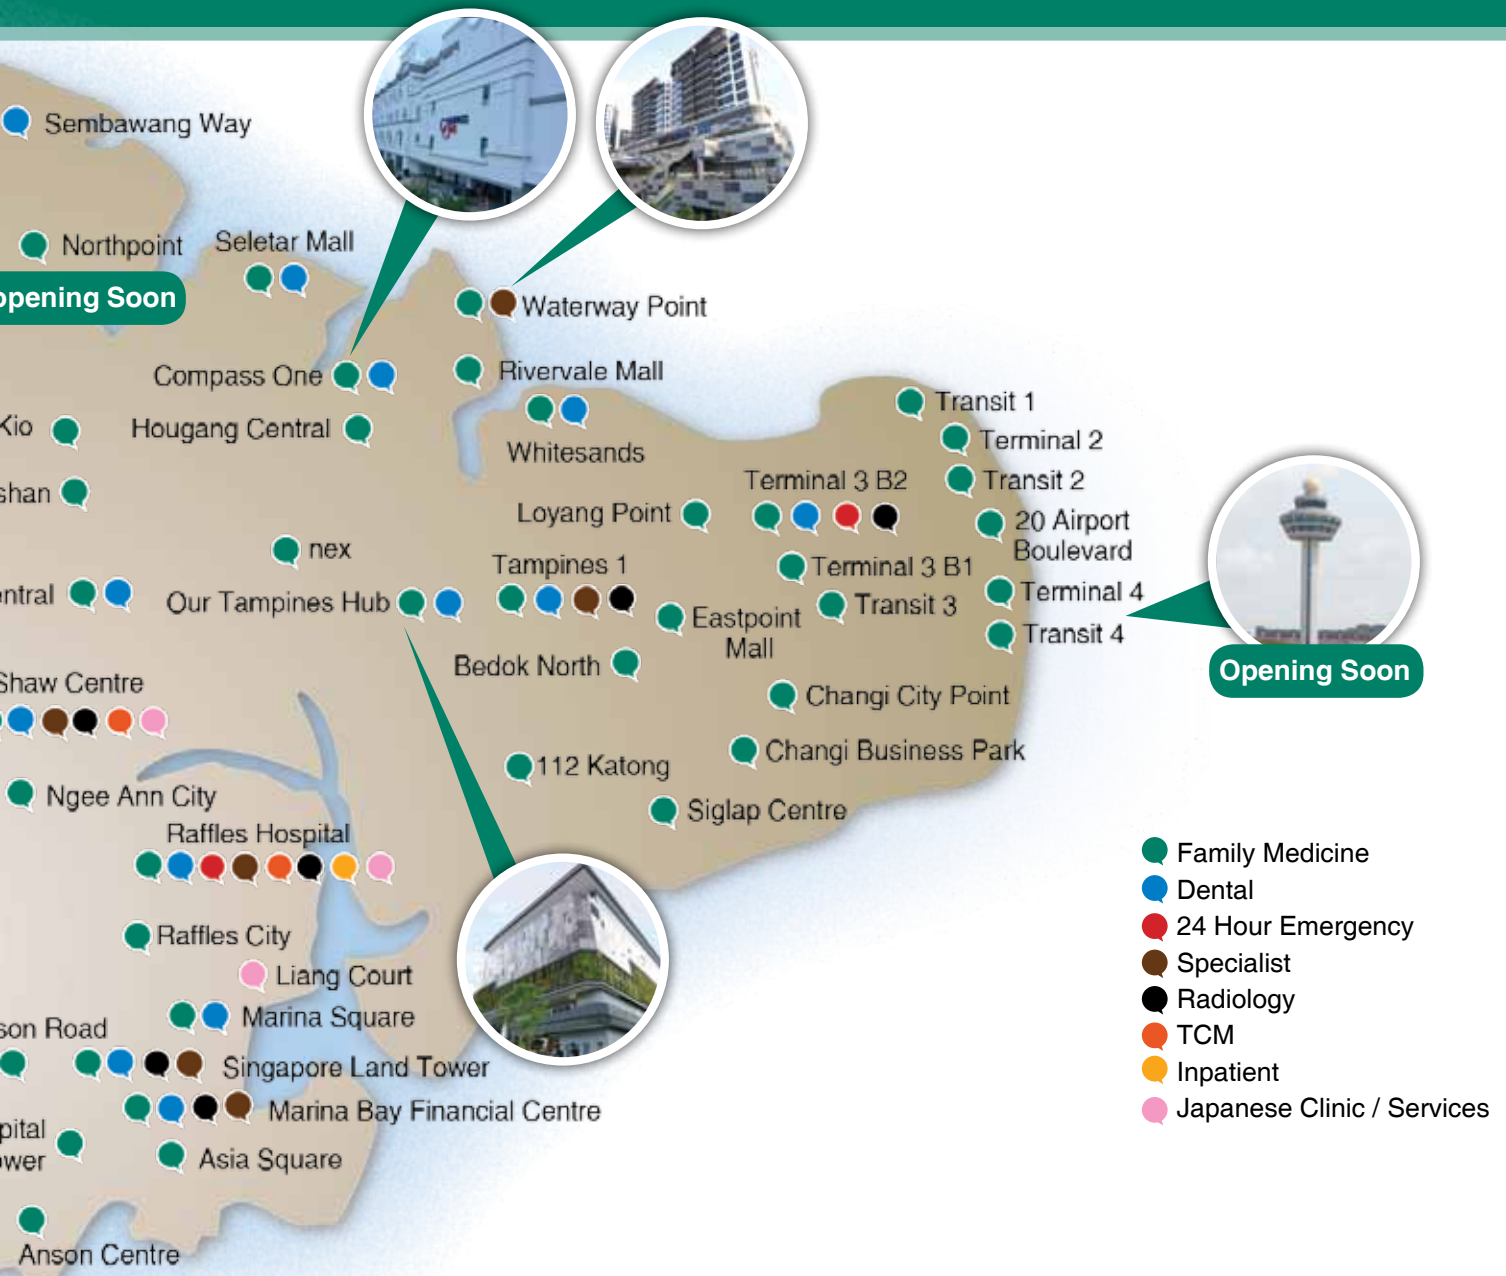 Sembawang Way
Northpoint
Seletar Mall
Opening Soon
Waterway Point
Compass One
Rivervale Mall
Kio
Hougang Central
Whitesands
Transit 1
Terminal 2
Terminal 3 B2
Transit 2
shan
Loyang Point
20 Airport
Boulevard
nex
Tampines 1
Terminal 3 B1
entral
Our Tampines Hub
Terminal 4
Transit 3
Eastpoint
Mall
Transit 4
Bedok North
Opening Soon
Shaw Centre
Changi City Point
Changi Business Park
112 Katong
Ngee Ann City
Siglap Centre
Raffles Hospital
Raffles City
Liang Court
Marina Square
son Road
Singapore Land Tower
Marina Bay Financial Centre
pital
ower
Asia Square
Anson Centre
Family Medicine
Dental
24 Hour Emergency
Specialist
Radiology
TCM
Inpatient
Japanese Clinic / Services